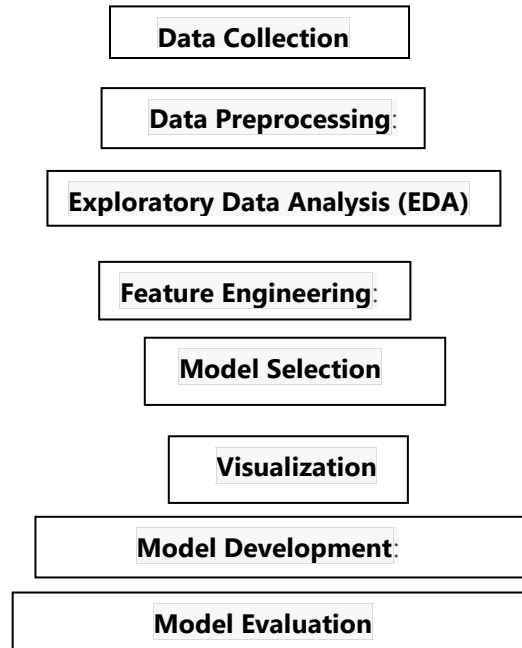 Data Collection
Data Preprocessing:
Exploratory Data Analysis (EDA)
Feature Engineering:
Model Selection
Visualization
Model Development:
Model Evaluation